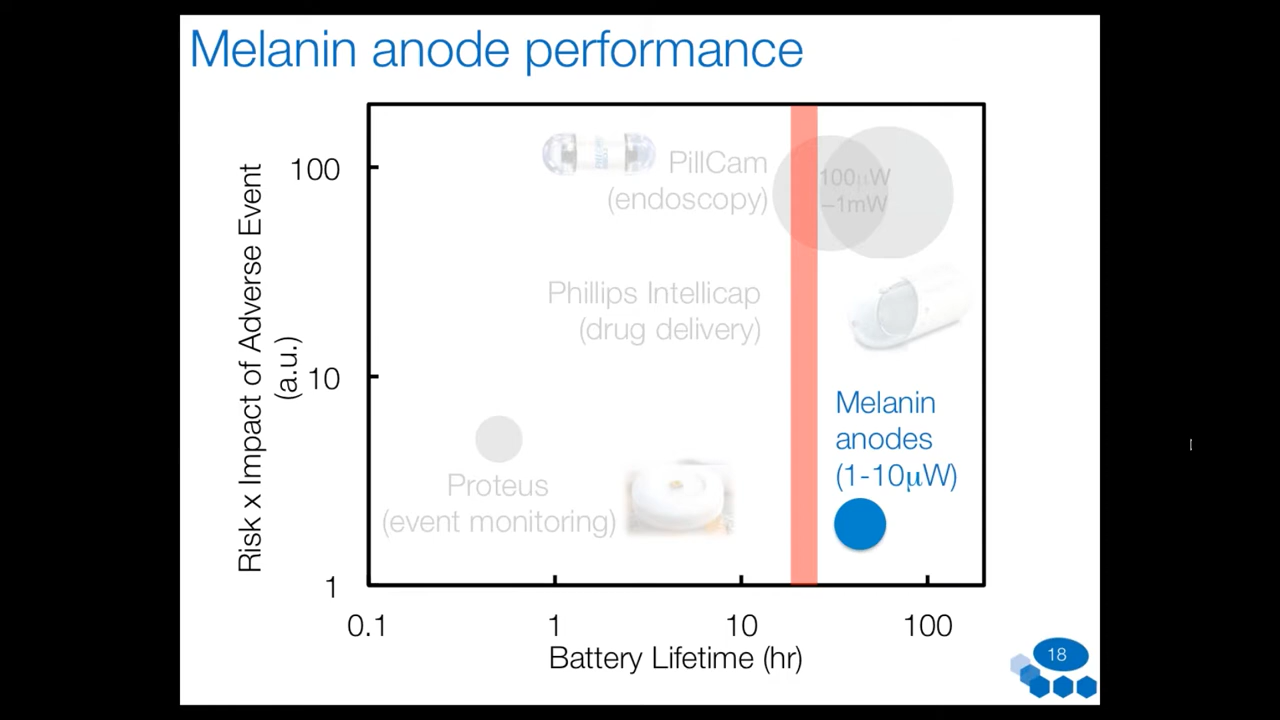 Melanin anode performance
Risk x Impact of Adverse Event
(a.u.)
100
10
1
PillCam
(endoscopy)
100µW
–1mW
Phillips Intellicap
(drug delivery)
Melanin
anodes
(1-10µW)
Proteus
(event monitoring)
0.1
1
10
100
Battery Lifetime (hr)
18